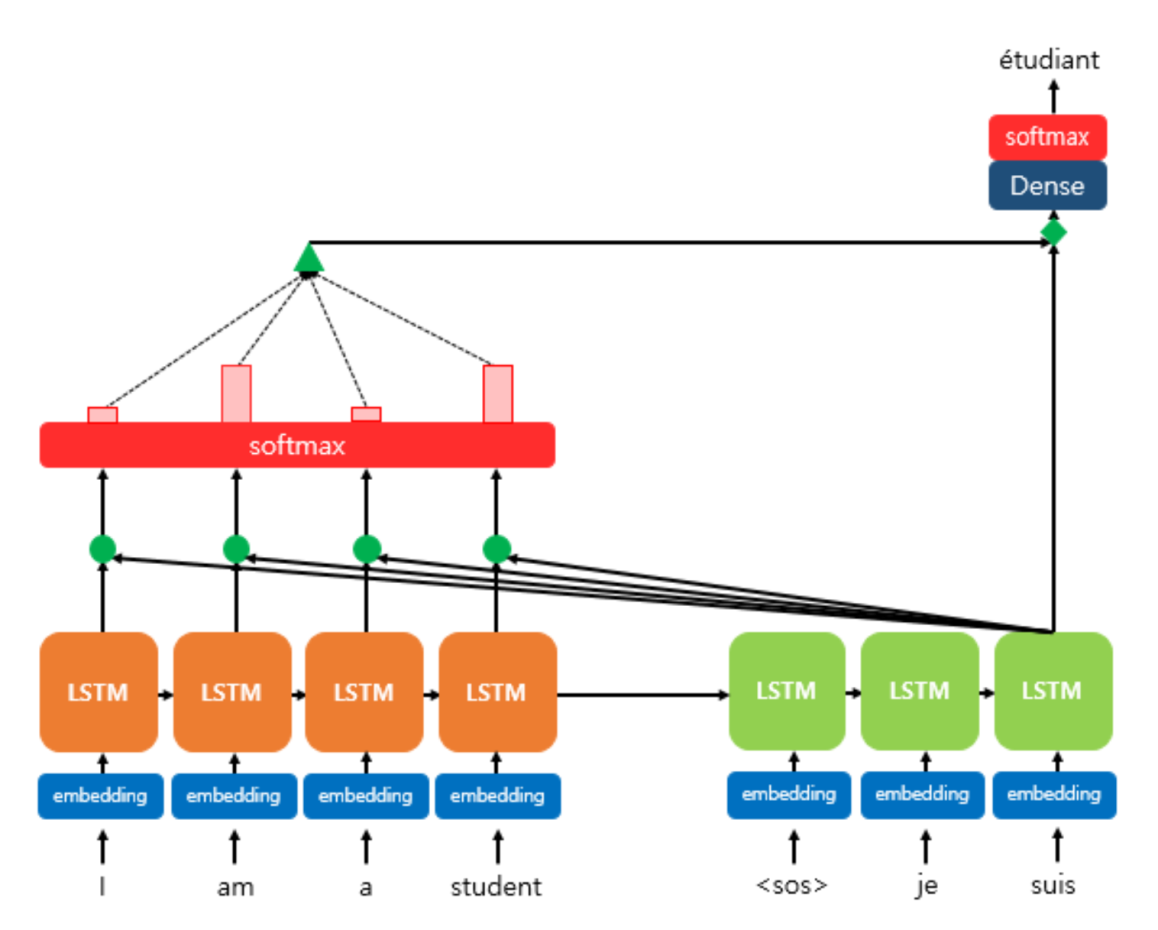 étudiant
softmax
Dense
softmax
LSTM LSTM LSTM LSTM LSTM LSTM LSTM
embedding embedding embedding embedding embedding embedding embedding
I am a student <sos> je suis